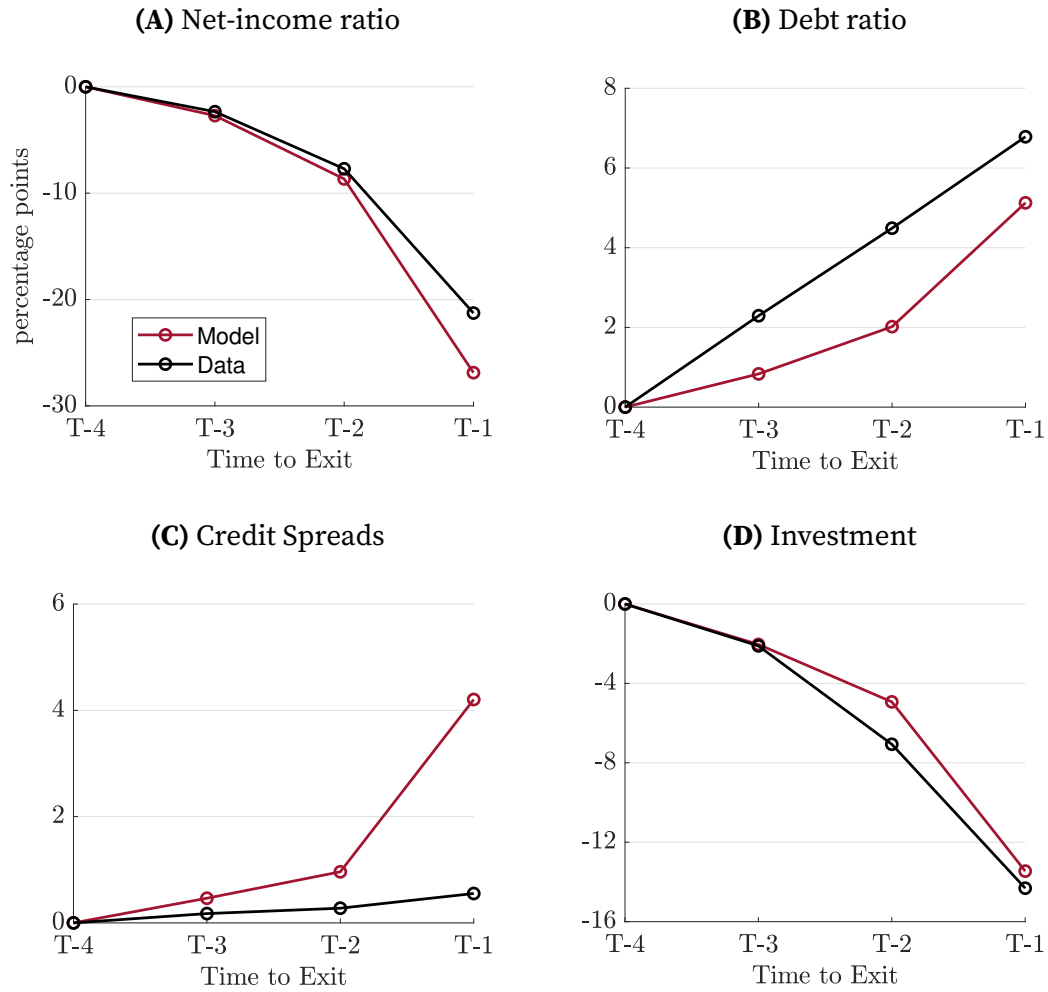 (A) Net-income ratio
0
-10
-20
-30
percentage points
Model
Data
T-4 T-3 T-2 T-1
Time to Exit
(B) Debt ratio
8
6
4
2
0
T-4 T-3 T-2 T-1
Time to Exit
(C) Credit Spreads
6
4
2
0
T-4 T-3 T-2 T-1
Time to Exit
(D) Investment
0
-4
-8
-12
-16
T-4 T-3 T-2 T-1
Time to Exit